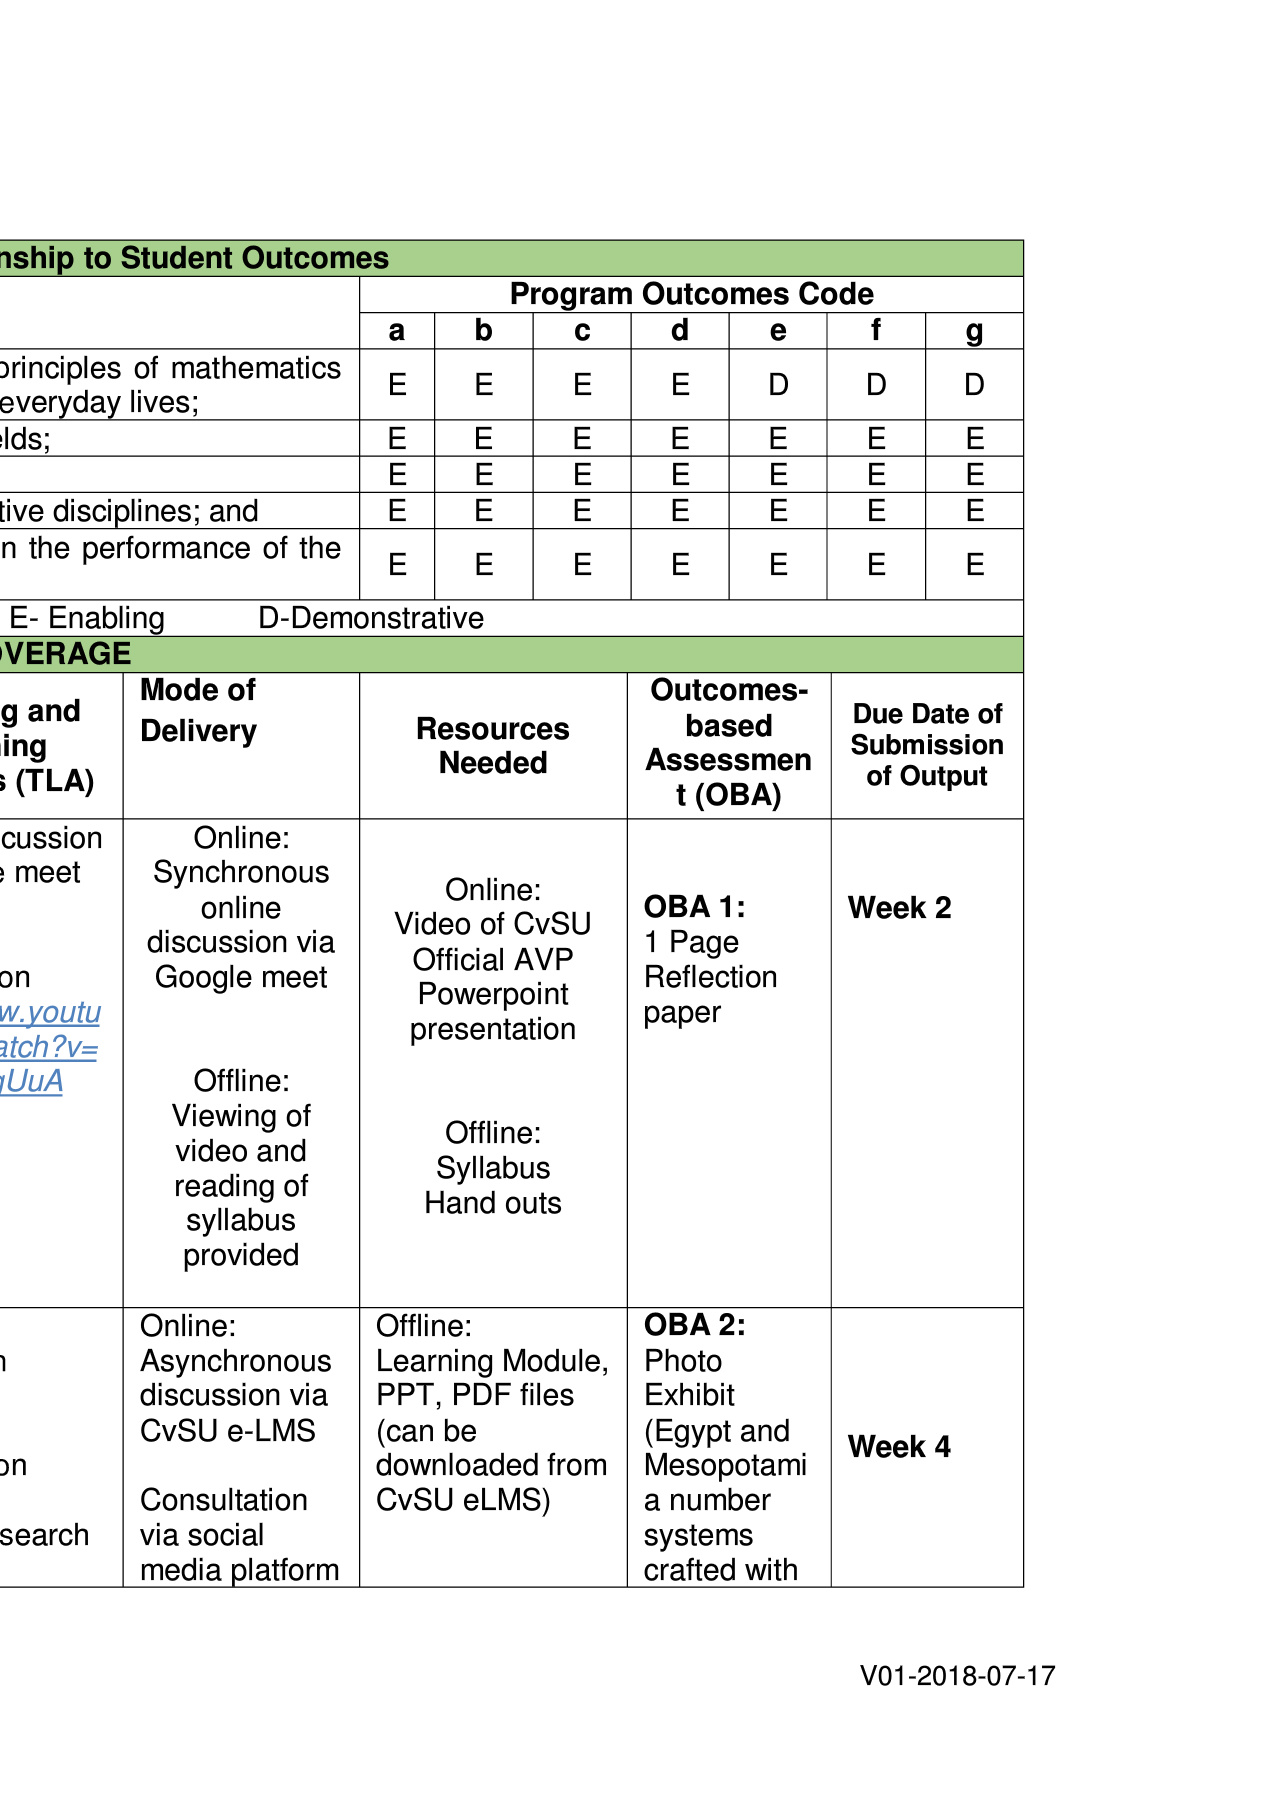 nship to Student Outcomes
Program Outcomes Code
a b c d e f g
principles of mathematics
everyday lives;
E E E E D D D
elds;
E E E E E E E
E E E E E E E
tive disciplines; and
E E E E E E E
n the performance of the
E E E E E E E
E- Enabling D-Demonstrative
OVERAGE
g and
ning
s (TLA)
Mode of
Delivery
Resources
Needed
Outcomes-
based
Assessmen
t (OBA)
Due Date of
Submission
of Output
cussion
e meet
on
w.youtu
atch?v=
gUuA
Online:
Synchronous
online
discussion via
Google meet
Offline:
Viewing of
video and
reading of
syllabus
provided
Online:
Video of CvSU
Official AVP
Powerpoint
presentation
Offline:
Syllabus
Hand outs
OBA 1:
1 Page
Reflection
paper
Week 2
n
on
search
Online:
Asynchronous
discussion via
CvSU e-LMS
Consultation
via social
media platform
Offline:
Learning Module,
PPT, PDF files
(can be
downloaded from
CvSU eLMS)
OBA 2:
Photo
Exhibit
(Egypt and
Mesopotami
a number
systems
crafted with
Week 4
V01-2018-07-17